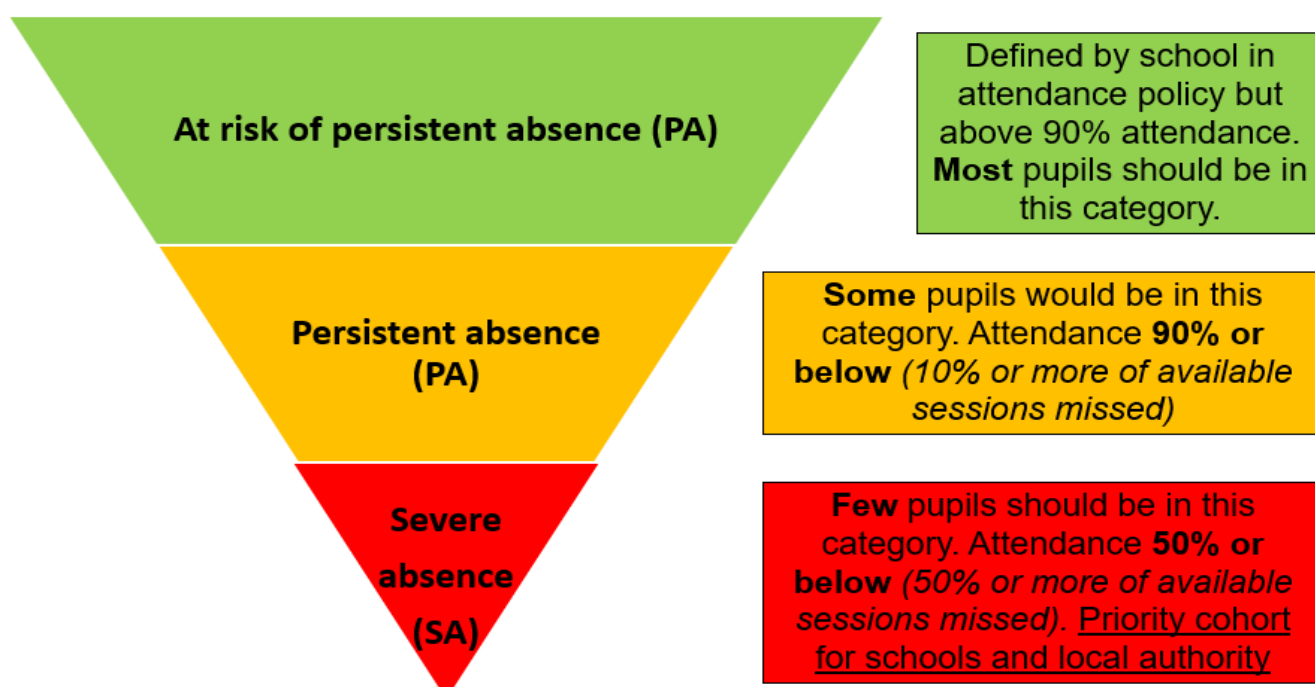 At risk of persistent absence (PA)
Defined by school in
attendance policy but
above 90% attendance.
Most pupils should be in
this category.
Persistent absence
(PA)
Some pupils would be in this
category. Attendance 90% or
below (10% or more of available
sessions missed)
Severe
absence
(SA)
Few pupils should be in this
category. Attendance 50% or
below (50% or more of available
sessions missed). Priority cohort
for schools and local authority